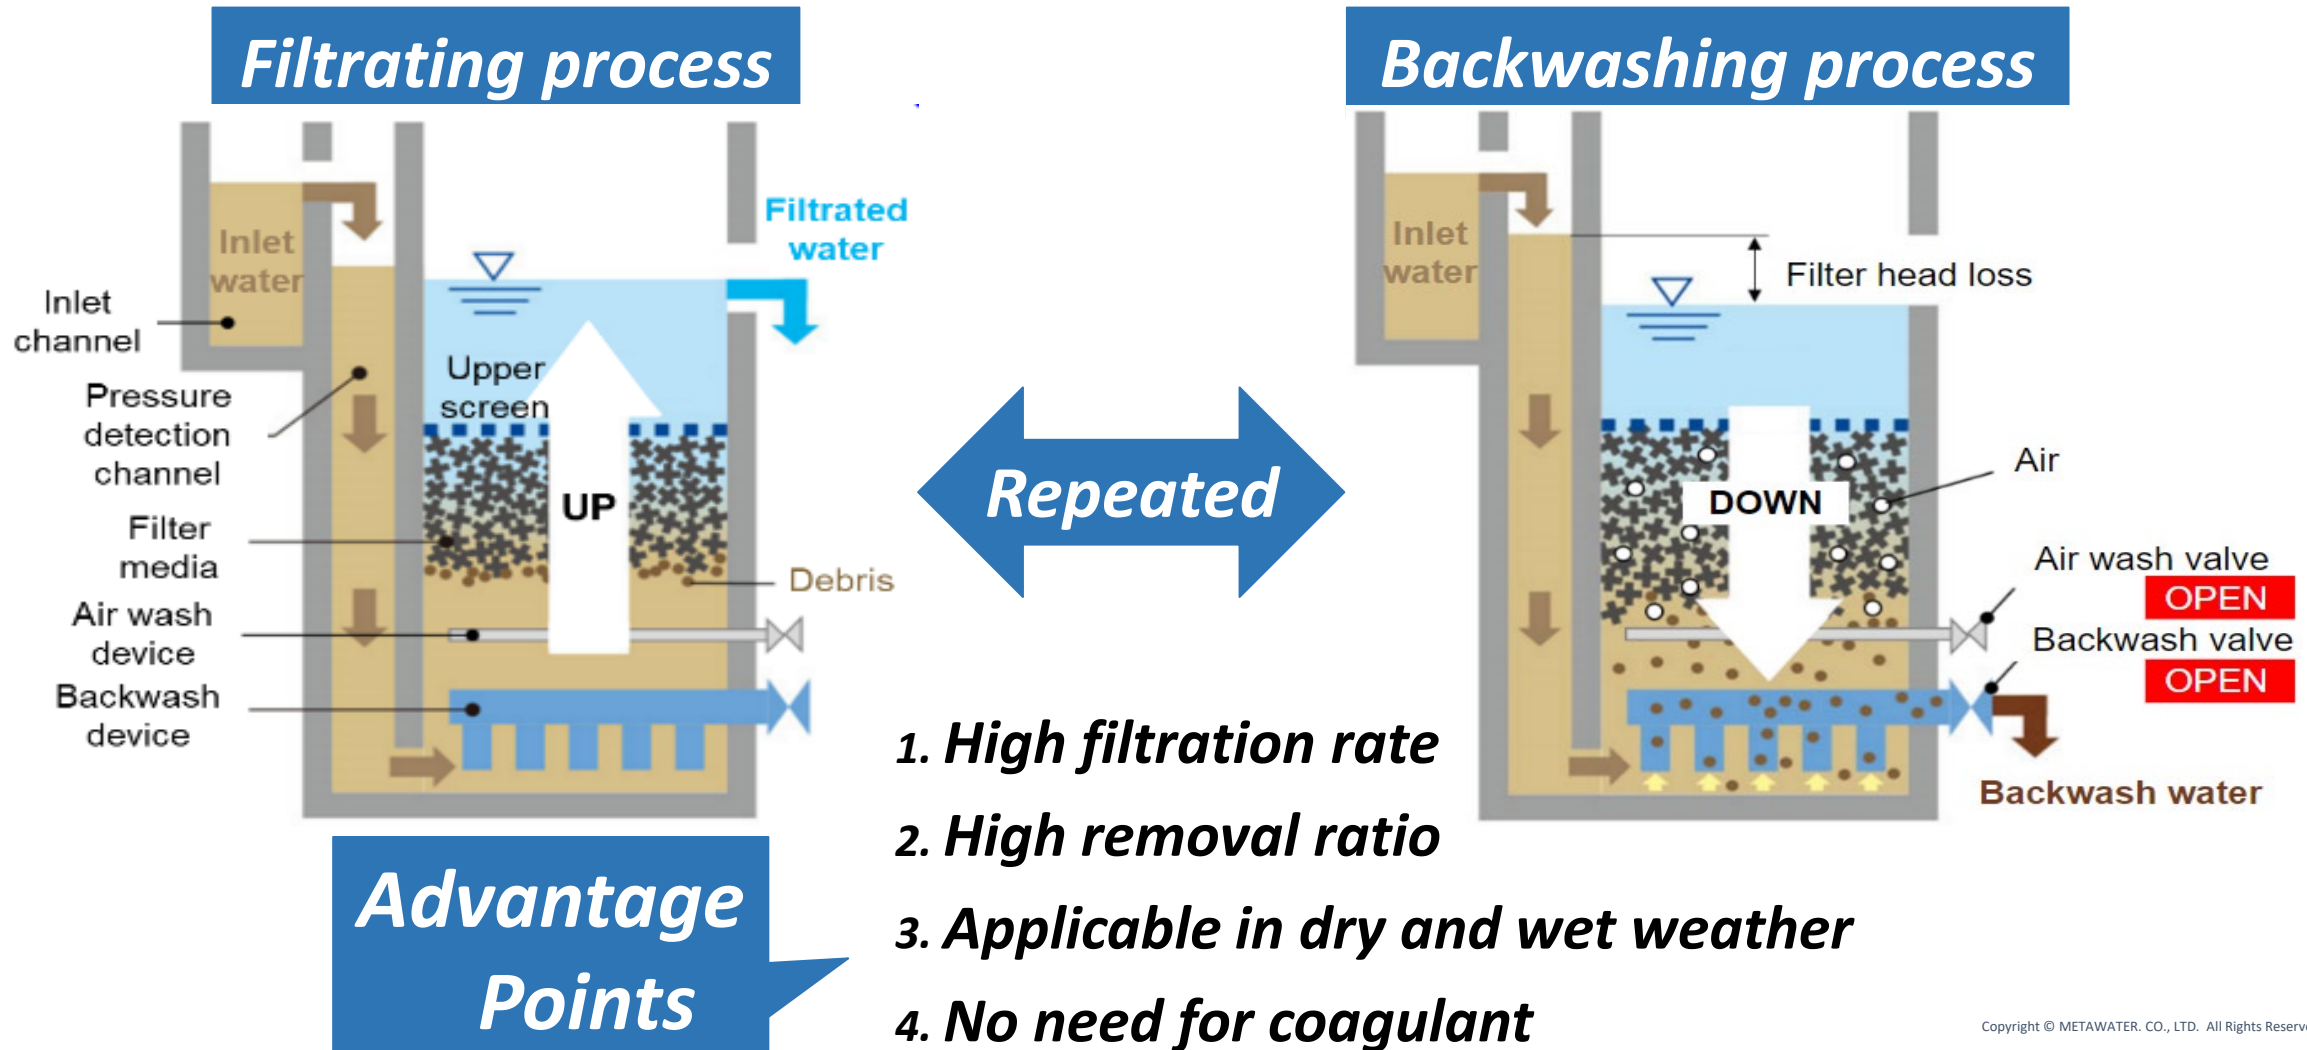 Filtrating process
Inlet
water
Filtrated
water
Inlet
channel
Upper
screen
Pressure
detection
channel
UP
Filter
media
Debris
Air wash
device
Backwash
device
Repeated
Backwashing process
Inlet
water
Filter head loss
Air
DOWN
Air wash valve
OPEN
Backwash valve
OPEN
Backwash water
Advantage
Points
1. High filtration rate
2. High removal ratio
3. Applicable in dry and wet weather
4. No need for coagulant
Copyright © METAWATER. CO., LTD. All Rights Reserv